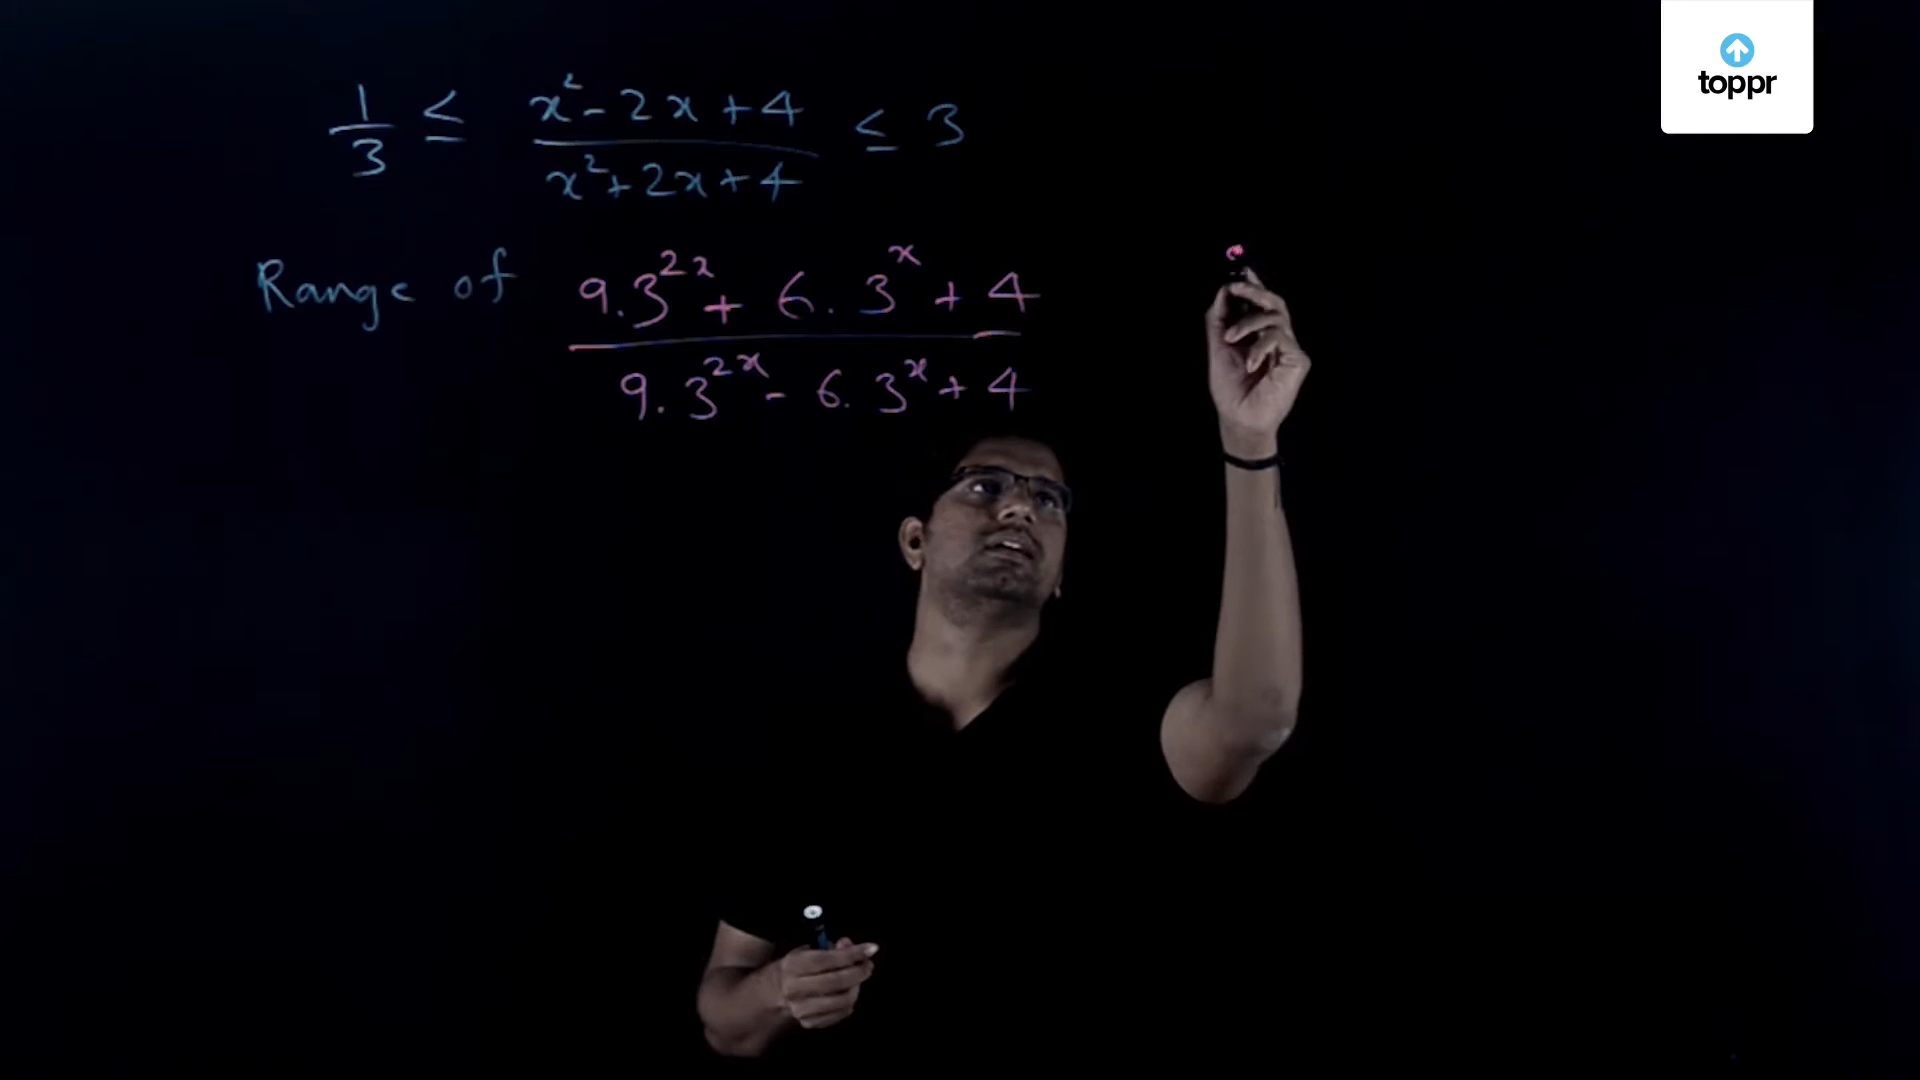 toppr
1/3 ≤ (x² - 2x + 4)/(x² + 2x + 4) ≤ 3
Range of (9.3^{2x} + 6.3^x + 4)/(9.3^{2x} - 6.3^x + 4)